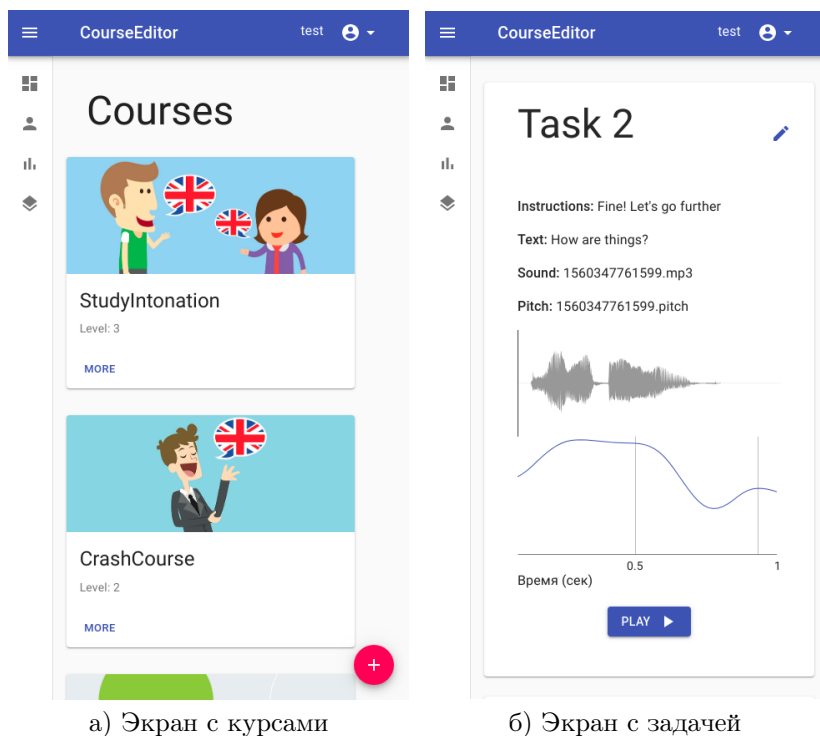 CourseEditor
test
Courses
StudyIntonation
Level: 3
MORE
CrashCourse
Level: 2
MORE
а) Экран с курсами
CourseEditor
test
Task 2
Instructions: Fine! Let's go further
Text: How are things?
Sound: 1560347761599.mp3
Pitch: 1560347761599.pitch
0.5
1
Время (сек)
PLAY
б) Экран с задачей